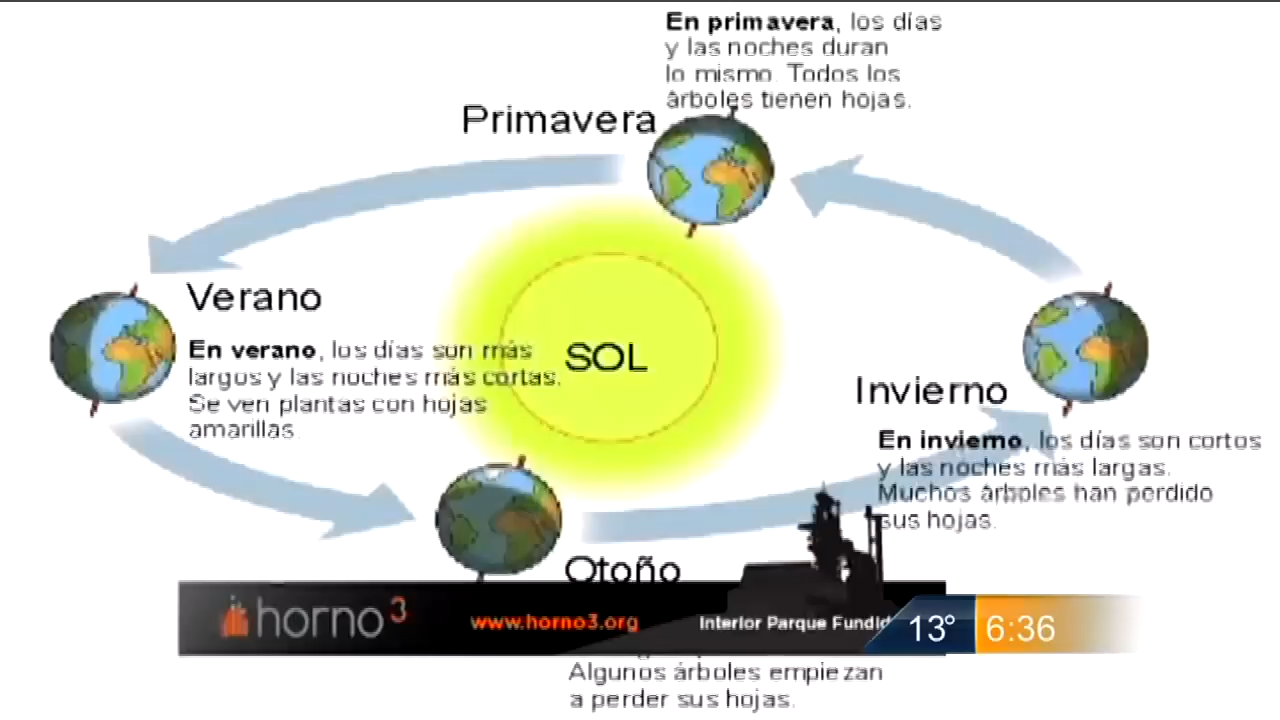 En primavera, los días
y las noches duran
lo mismo. Todos los
árboles tienen hojas.
Primavera
Verano
En verano, los días son más
largos y las noches más cortas.
Se ven plantas con hojas
amarillas.
SOL
Invierno
En invierno, los días son cortos
y las noches más largas.
Muchos árboles han perdido
sus hojas.
Otoño
horno3
www.horno3.org
Interior Parque
13° 6:36
Algunos árboles empiezan
a perder sus hojas.